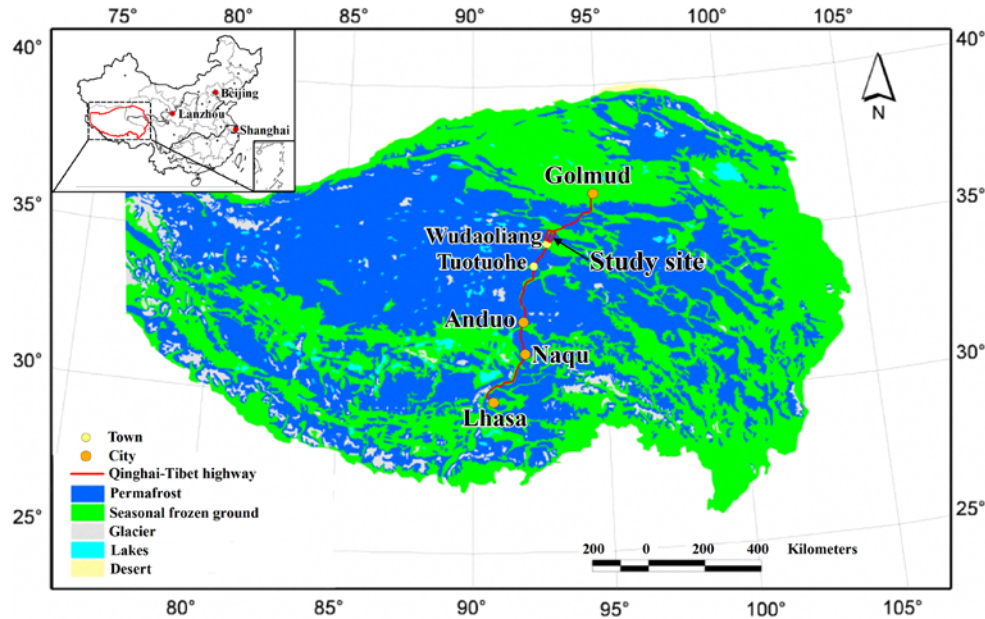 75° 80° 85° 90° 95° 100° 105°
40° 40°
Beijing
Lanzhou
Shanghai
N
Golmud
35° 35°
Wudaoliang
Study site
Tuotuohe
Anduo
30° Naqu 30°
Lhasa
Town
City
Qinghai-Tibet highway
Permafrost
Seasonal frozen ground
25° 25°
Glacier
Lakes
200 0 200 400 Kilometers
Desert
80° 85° 90° 95° 100° 105°